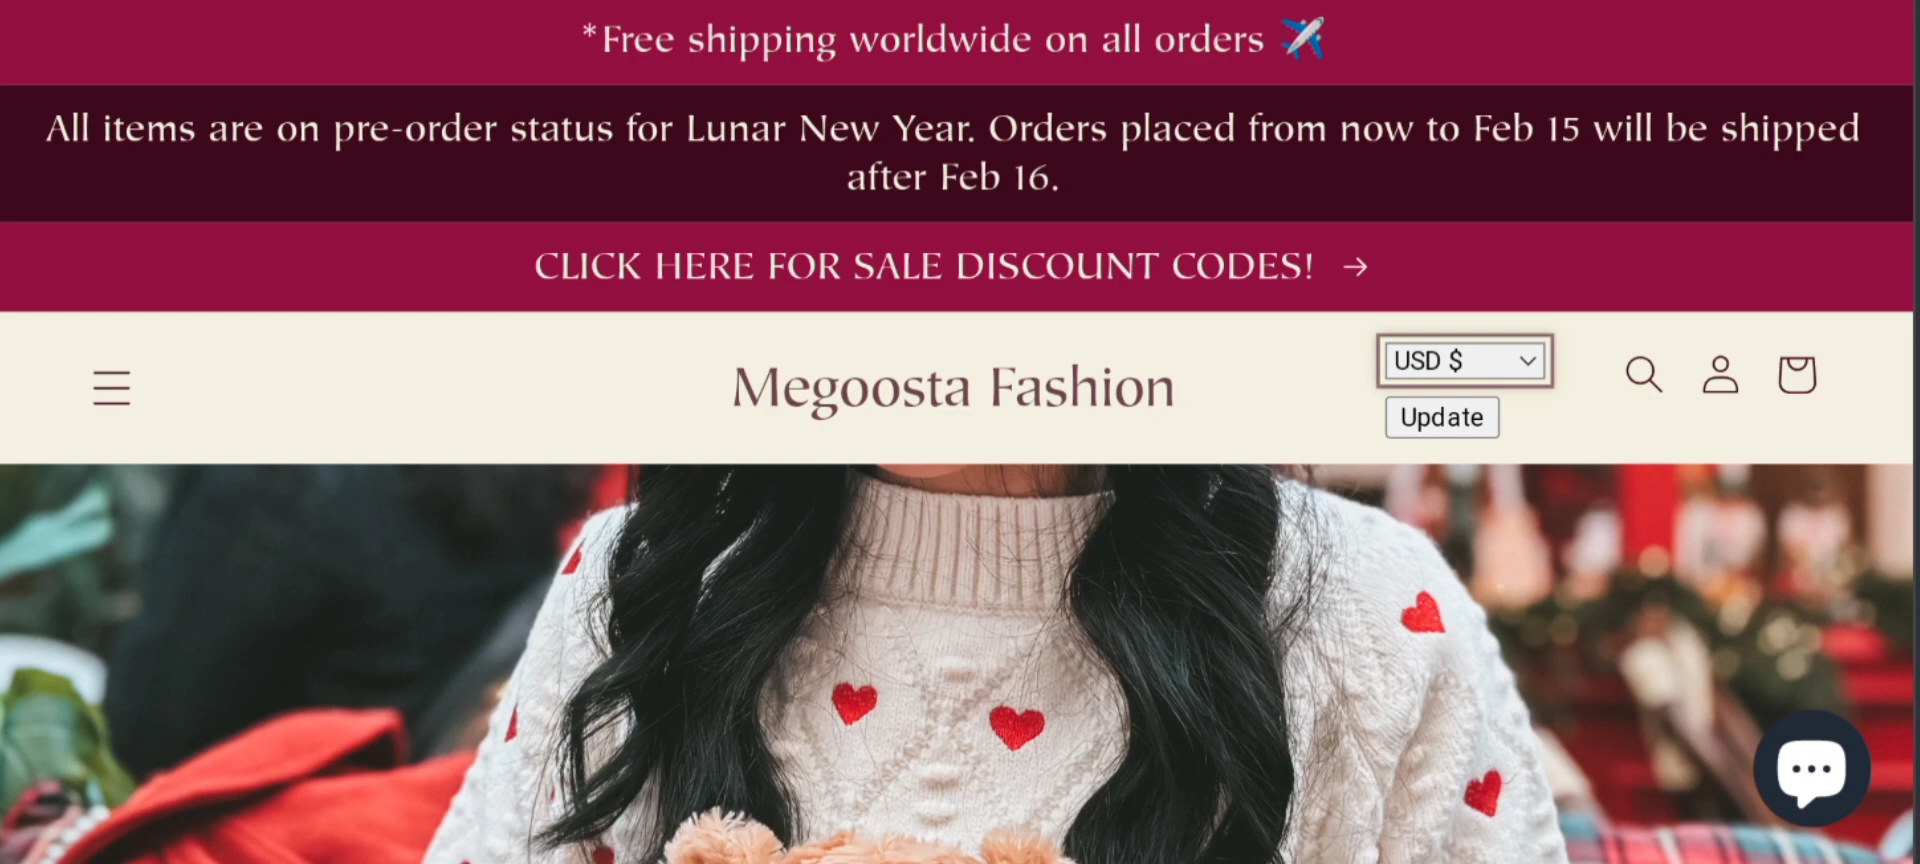 *Free shipping worldwide on all orders ✈️
All items are on pre-order status for Lunar New Year. Orders placed from now to Feb 15 will be shipped
after Feb 16.
CLICK HERE FOR SALE DISCOUNT CODES! →
Megoosta Fashion
USD $
Update